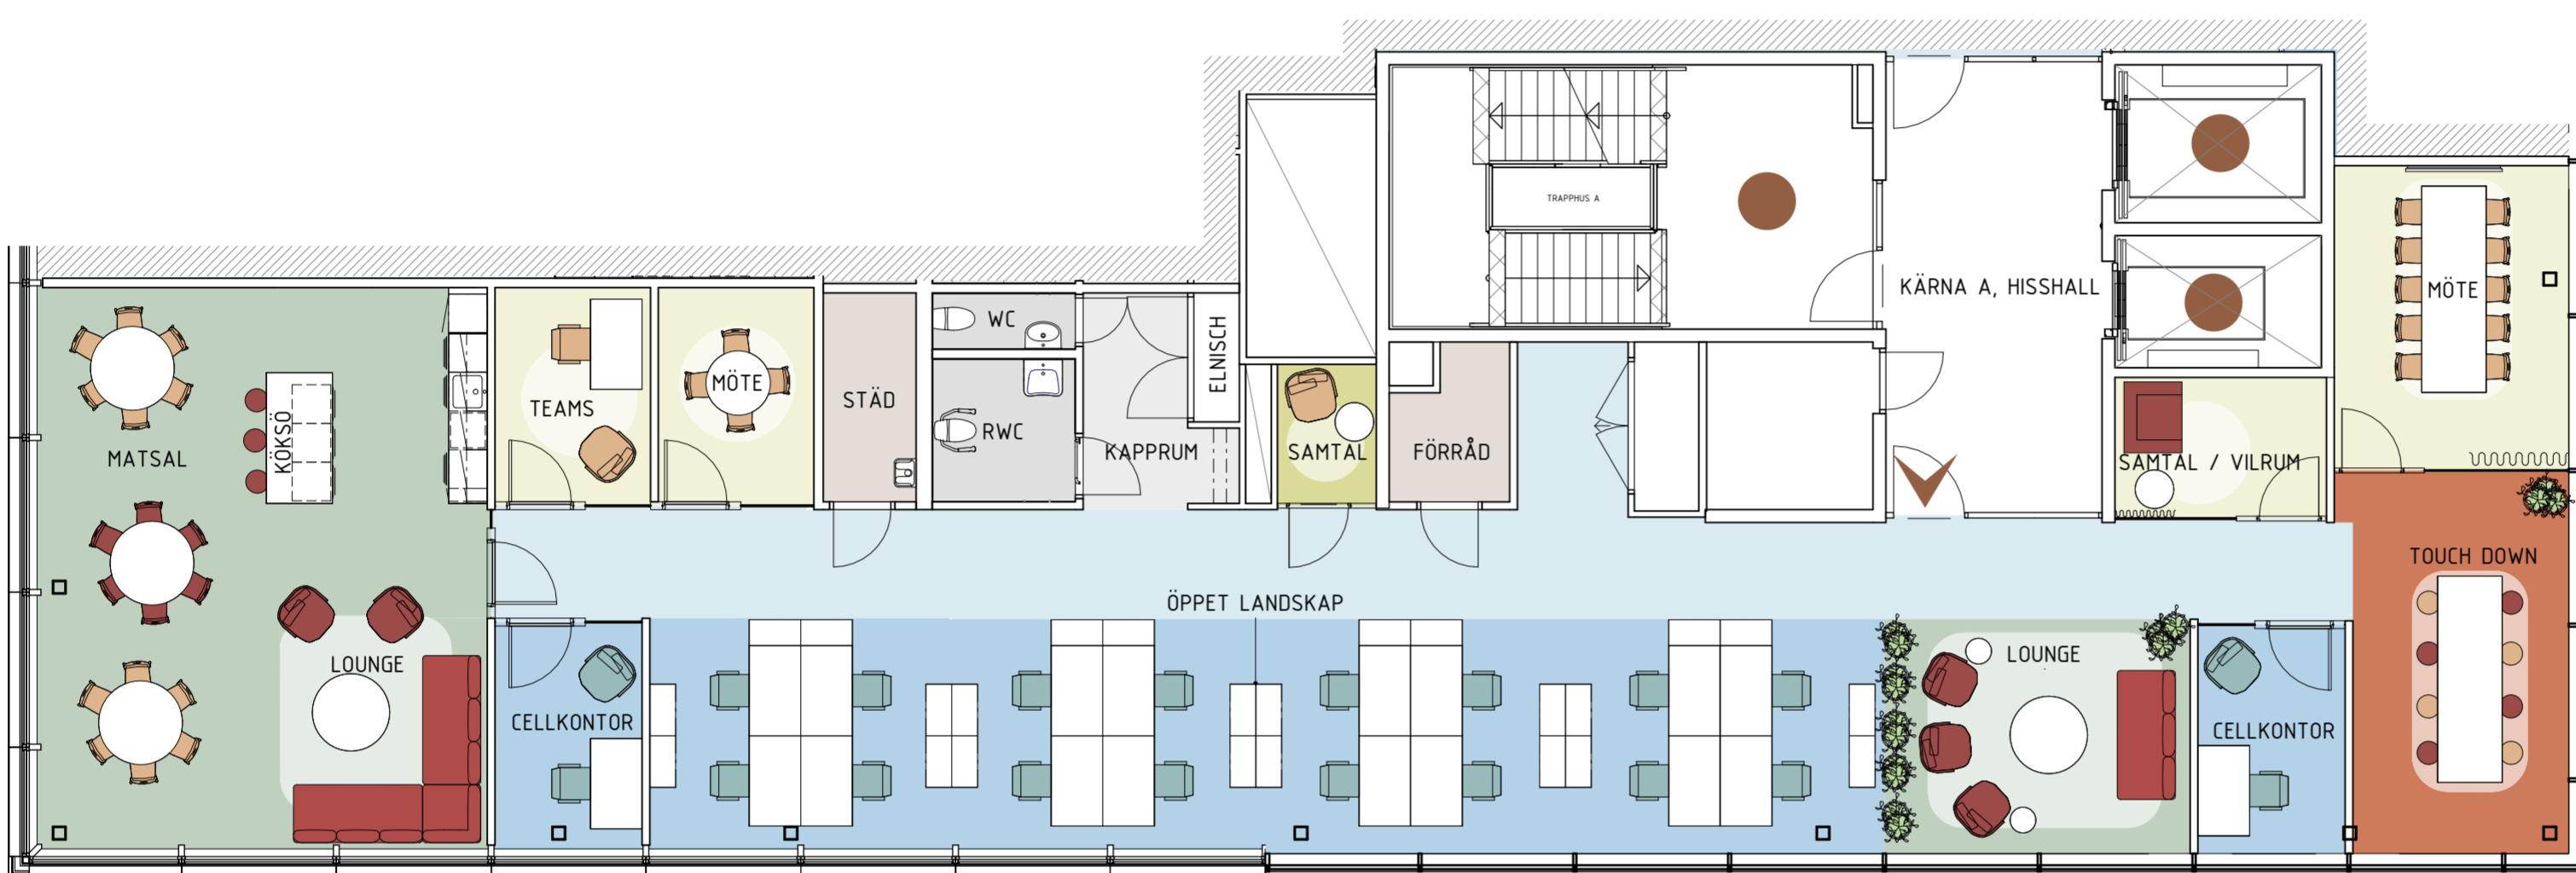 TRAPPHUS A
KÄRNA A, HISSHALL
MÖTE
WC
ELNISCH
MÖTE
TEAMS
STÄD
RWC
KÖKSÖ
MATSAL
KAPPRUM
SAMTAL
FÖRRÅD
SAMTAL / VILRUM
TOUCH DOWN
ÖPPET LANDSKAP
LOUNGE
LOUNGE
CELLKONTOR
CELLKONTOR